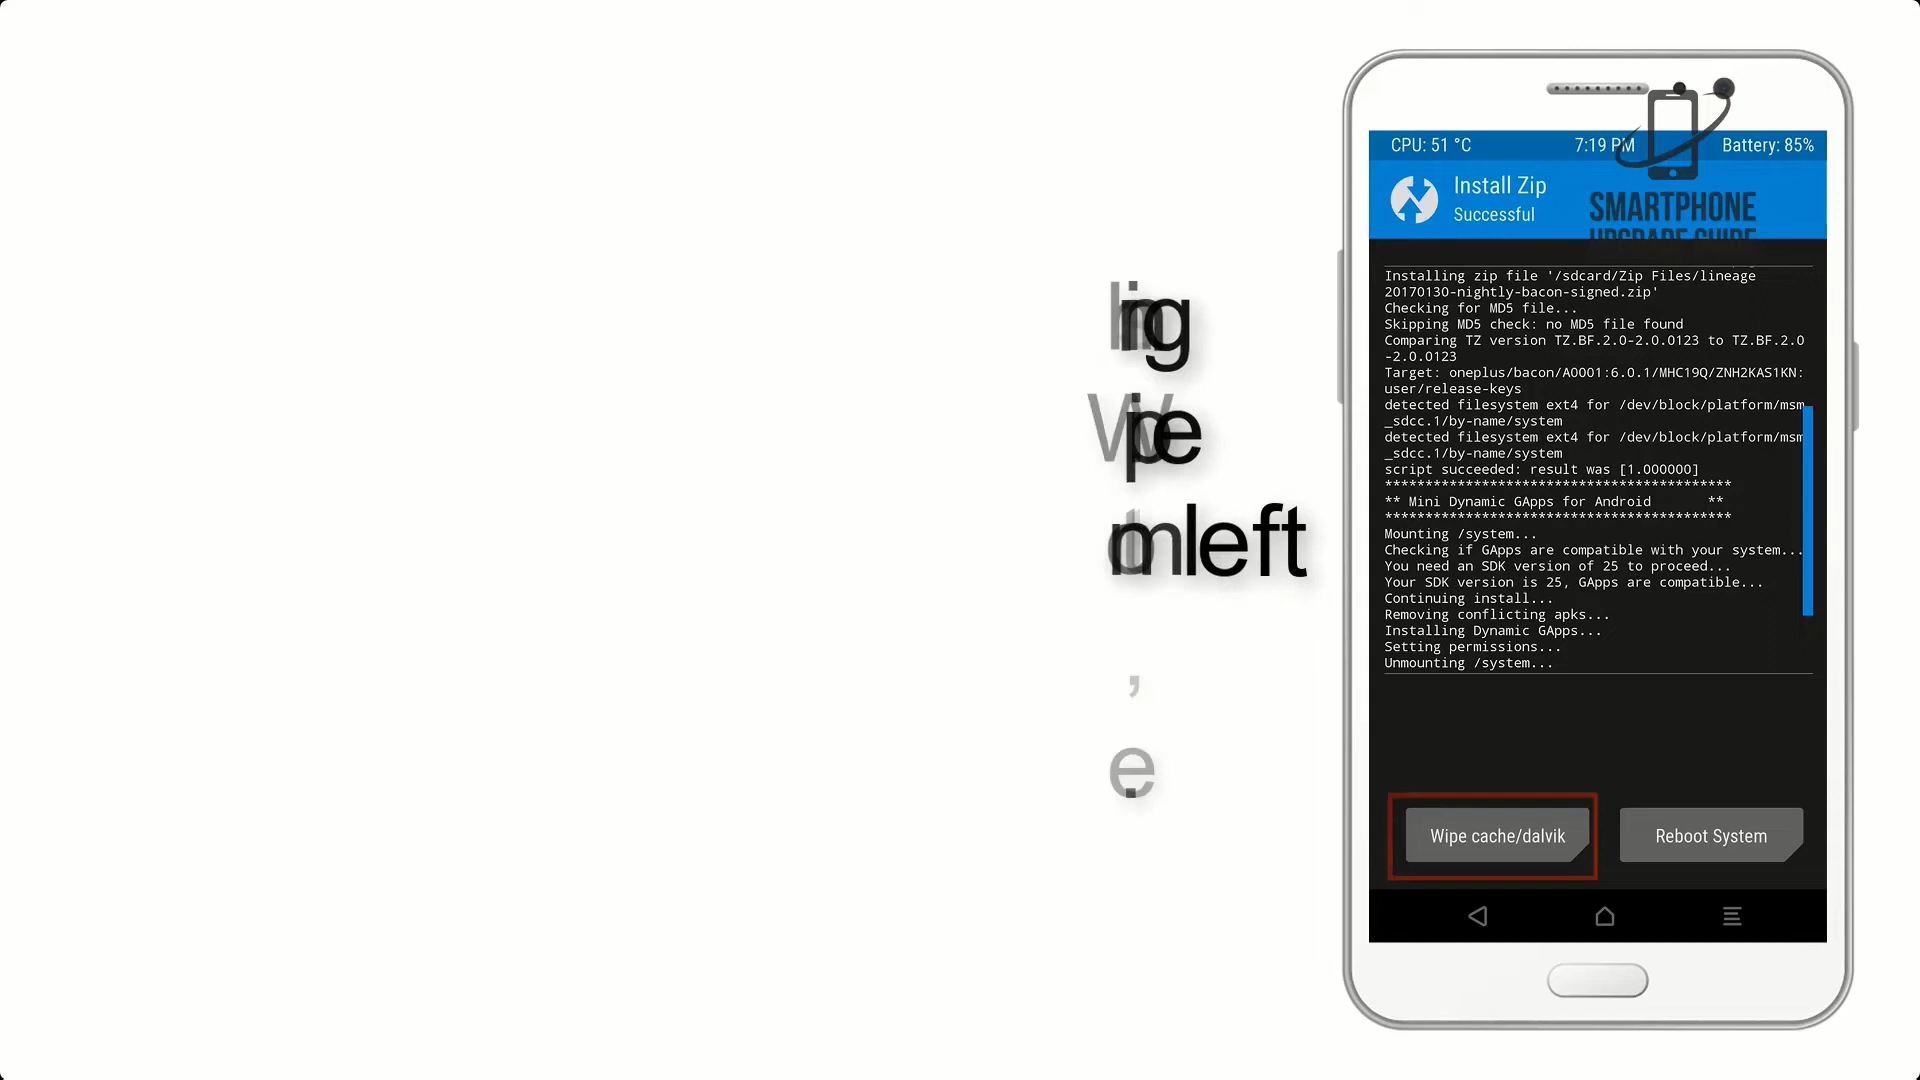 CPU: 51 °C 7:19 PM Battery: 85%
Install Zip
Successful
SMARTPHONE
UPGRADE GUIDE
Installing zip file '/sdcard/Zip Files/lineage
20170130-nightly-bacon-signed.zip'
Checking for MD5 file...
Skipping MD5 check: no MD5 file found
Comparing TZ version TZ.BF.2.0-2.0.0123 to TZ.BF.2.0
-2.0.0123
Target: oneplus/bacon/A0001:6.0.1/MHC19Q/ZNH2KAS1KN:
user/release-keys
detected filesystem ext4 for /dev/block/platform/msm
_sdcc.1/by-name/system
detected filesystem ext4 for /dev/block/platform/msm
_sdcc.1/by-name/system
script succeeded: result was [1.000000]
******************************************
** Mini Dynamic GApps for Android **
******************************************
Mounting /system...
Checking if GApps are compatible with your system...
You need an SDK version of 25 to proceed...
Your SDK version is 25, GApps are compatible...
Continuing install...
Removing conflicting apks...
Installing Dynamic GApps...
Setting permissions...
Unmounting /system...
left
Wipe cache/dalvik
Reboot System